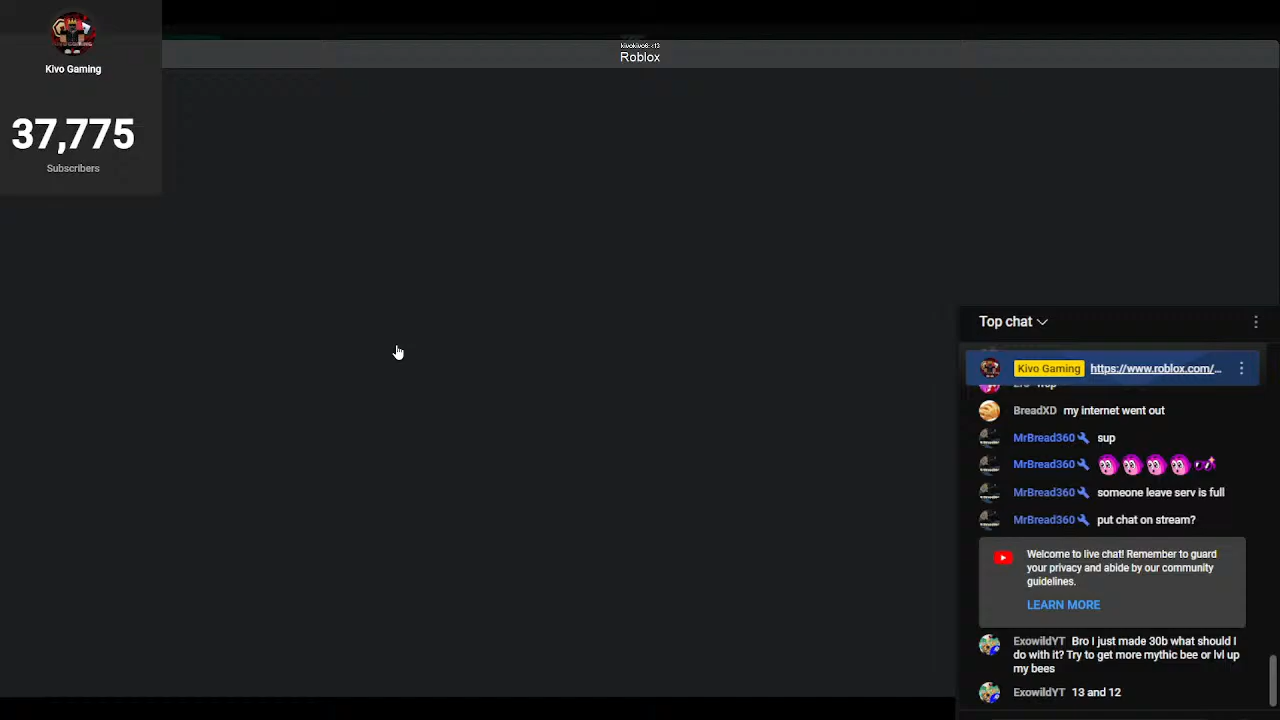 kivokivo6: <13
Roblox
Kivo Gaming
37,775
Subscribers
Top chat
Kivo Gaming https://www.roblox.com/...
BreadXD my internet went out
MrBread360 sup
MrBread360
MrBread360 someone leave serv is full
MrBread360 put chat on stream?
Welcome to live chat! Remember to guard
your privacy and abide by our community
guidelines.
LEARN MORE
ExowildYT Bro I just made 30b what should I
do with it? Try to get more mythic bee or lvl up
my bees
ExowildYT 13 and 12